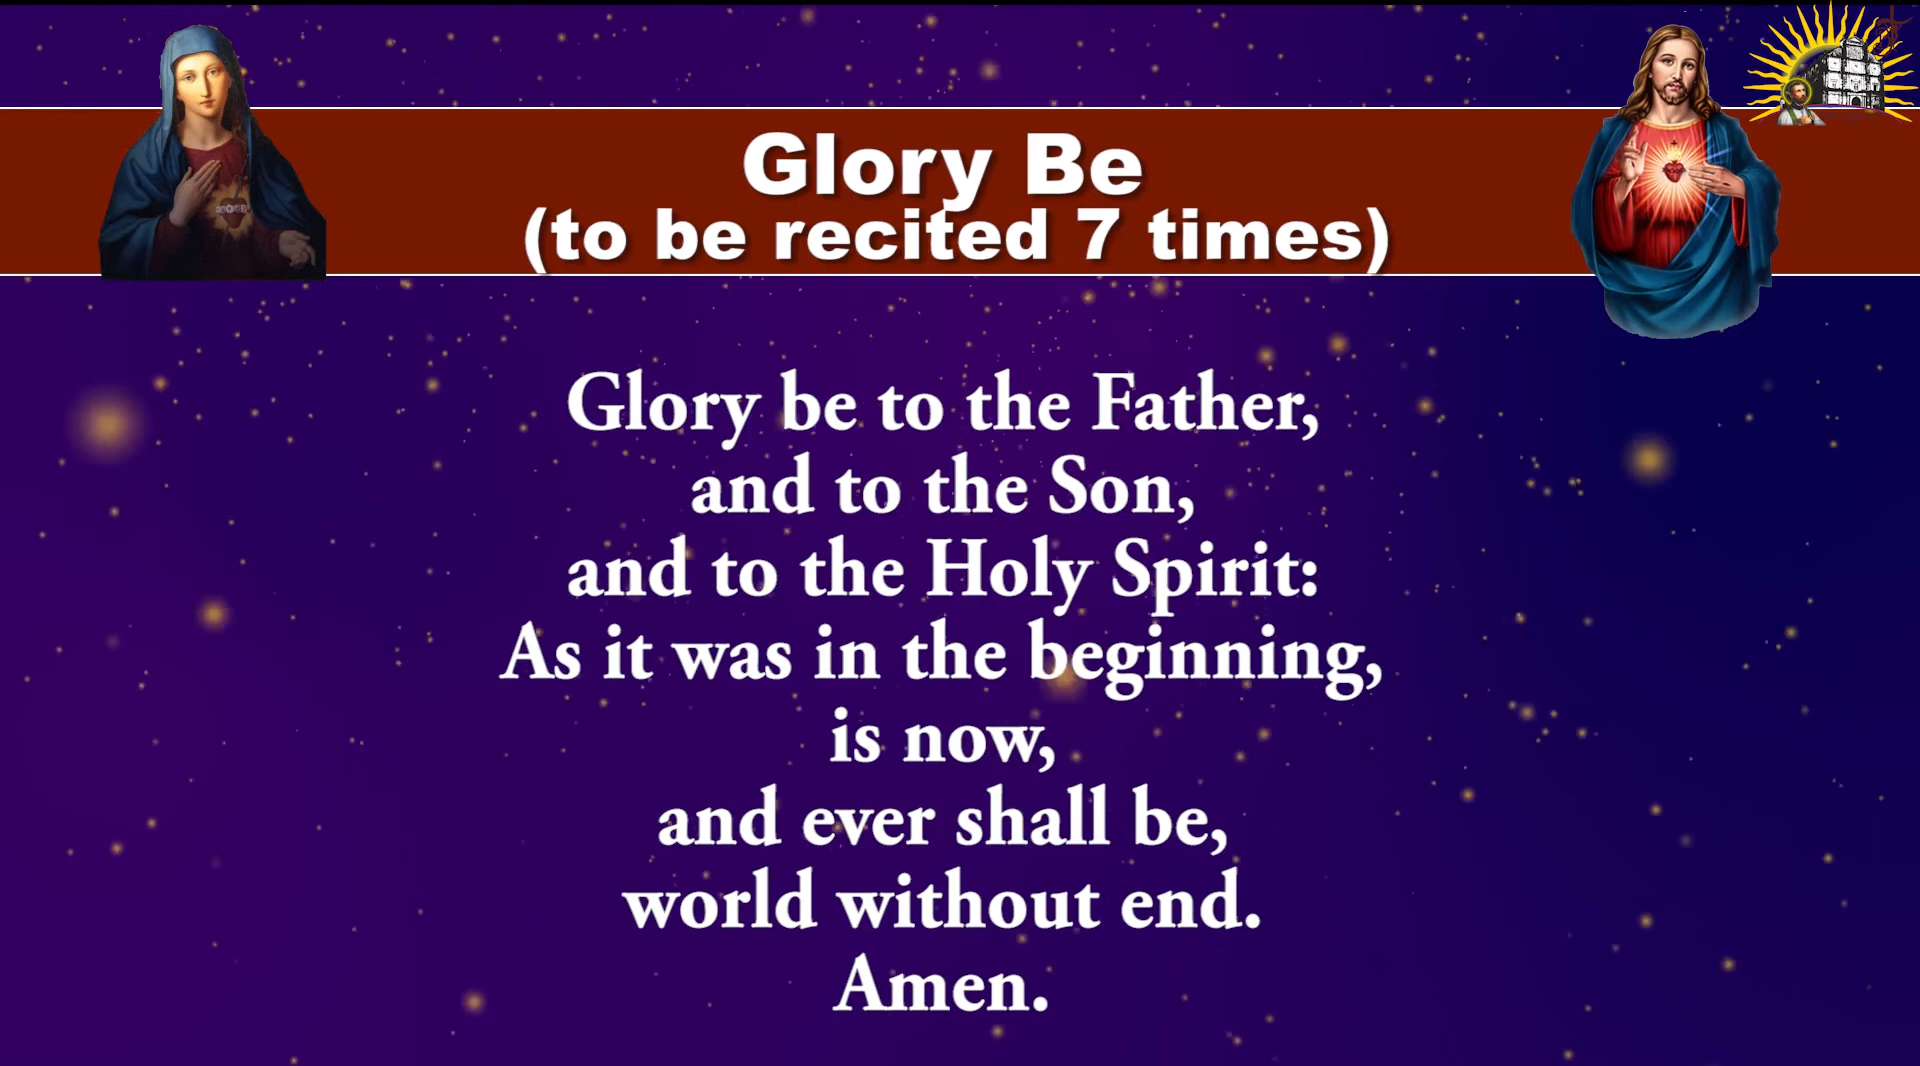 Glory Be
(to be recited 7 times)
Glory be to the Father,
and to the Son,
and to the Holy Spirit:
As it was in the beginning,
is now,
and ever shall be,
world without end.
Amen.